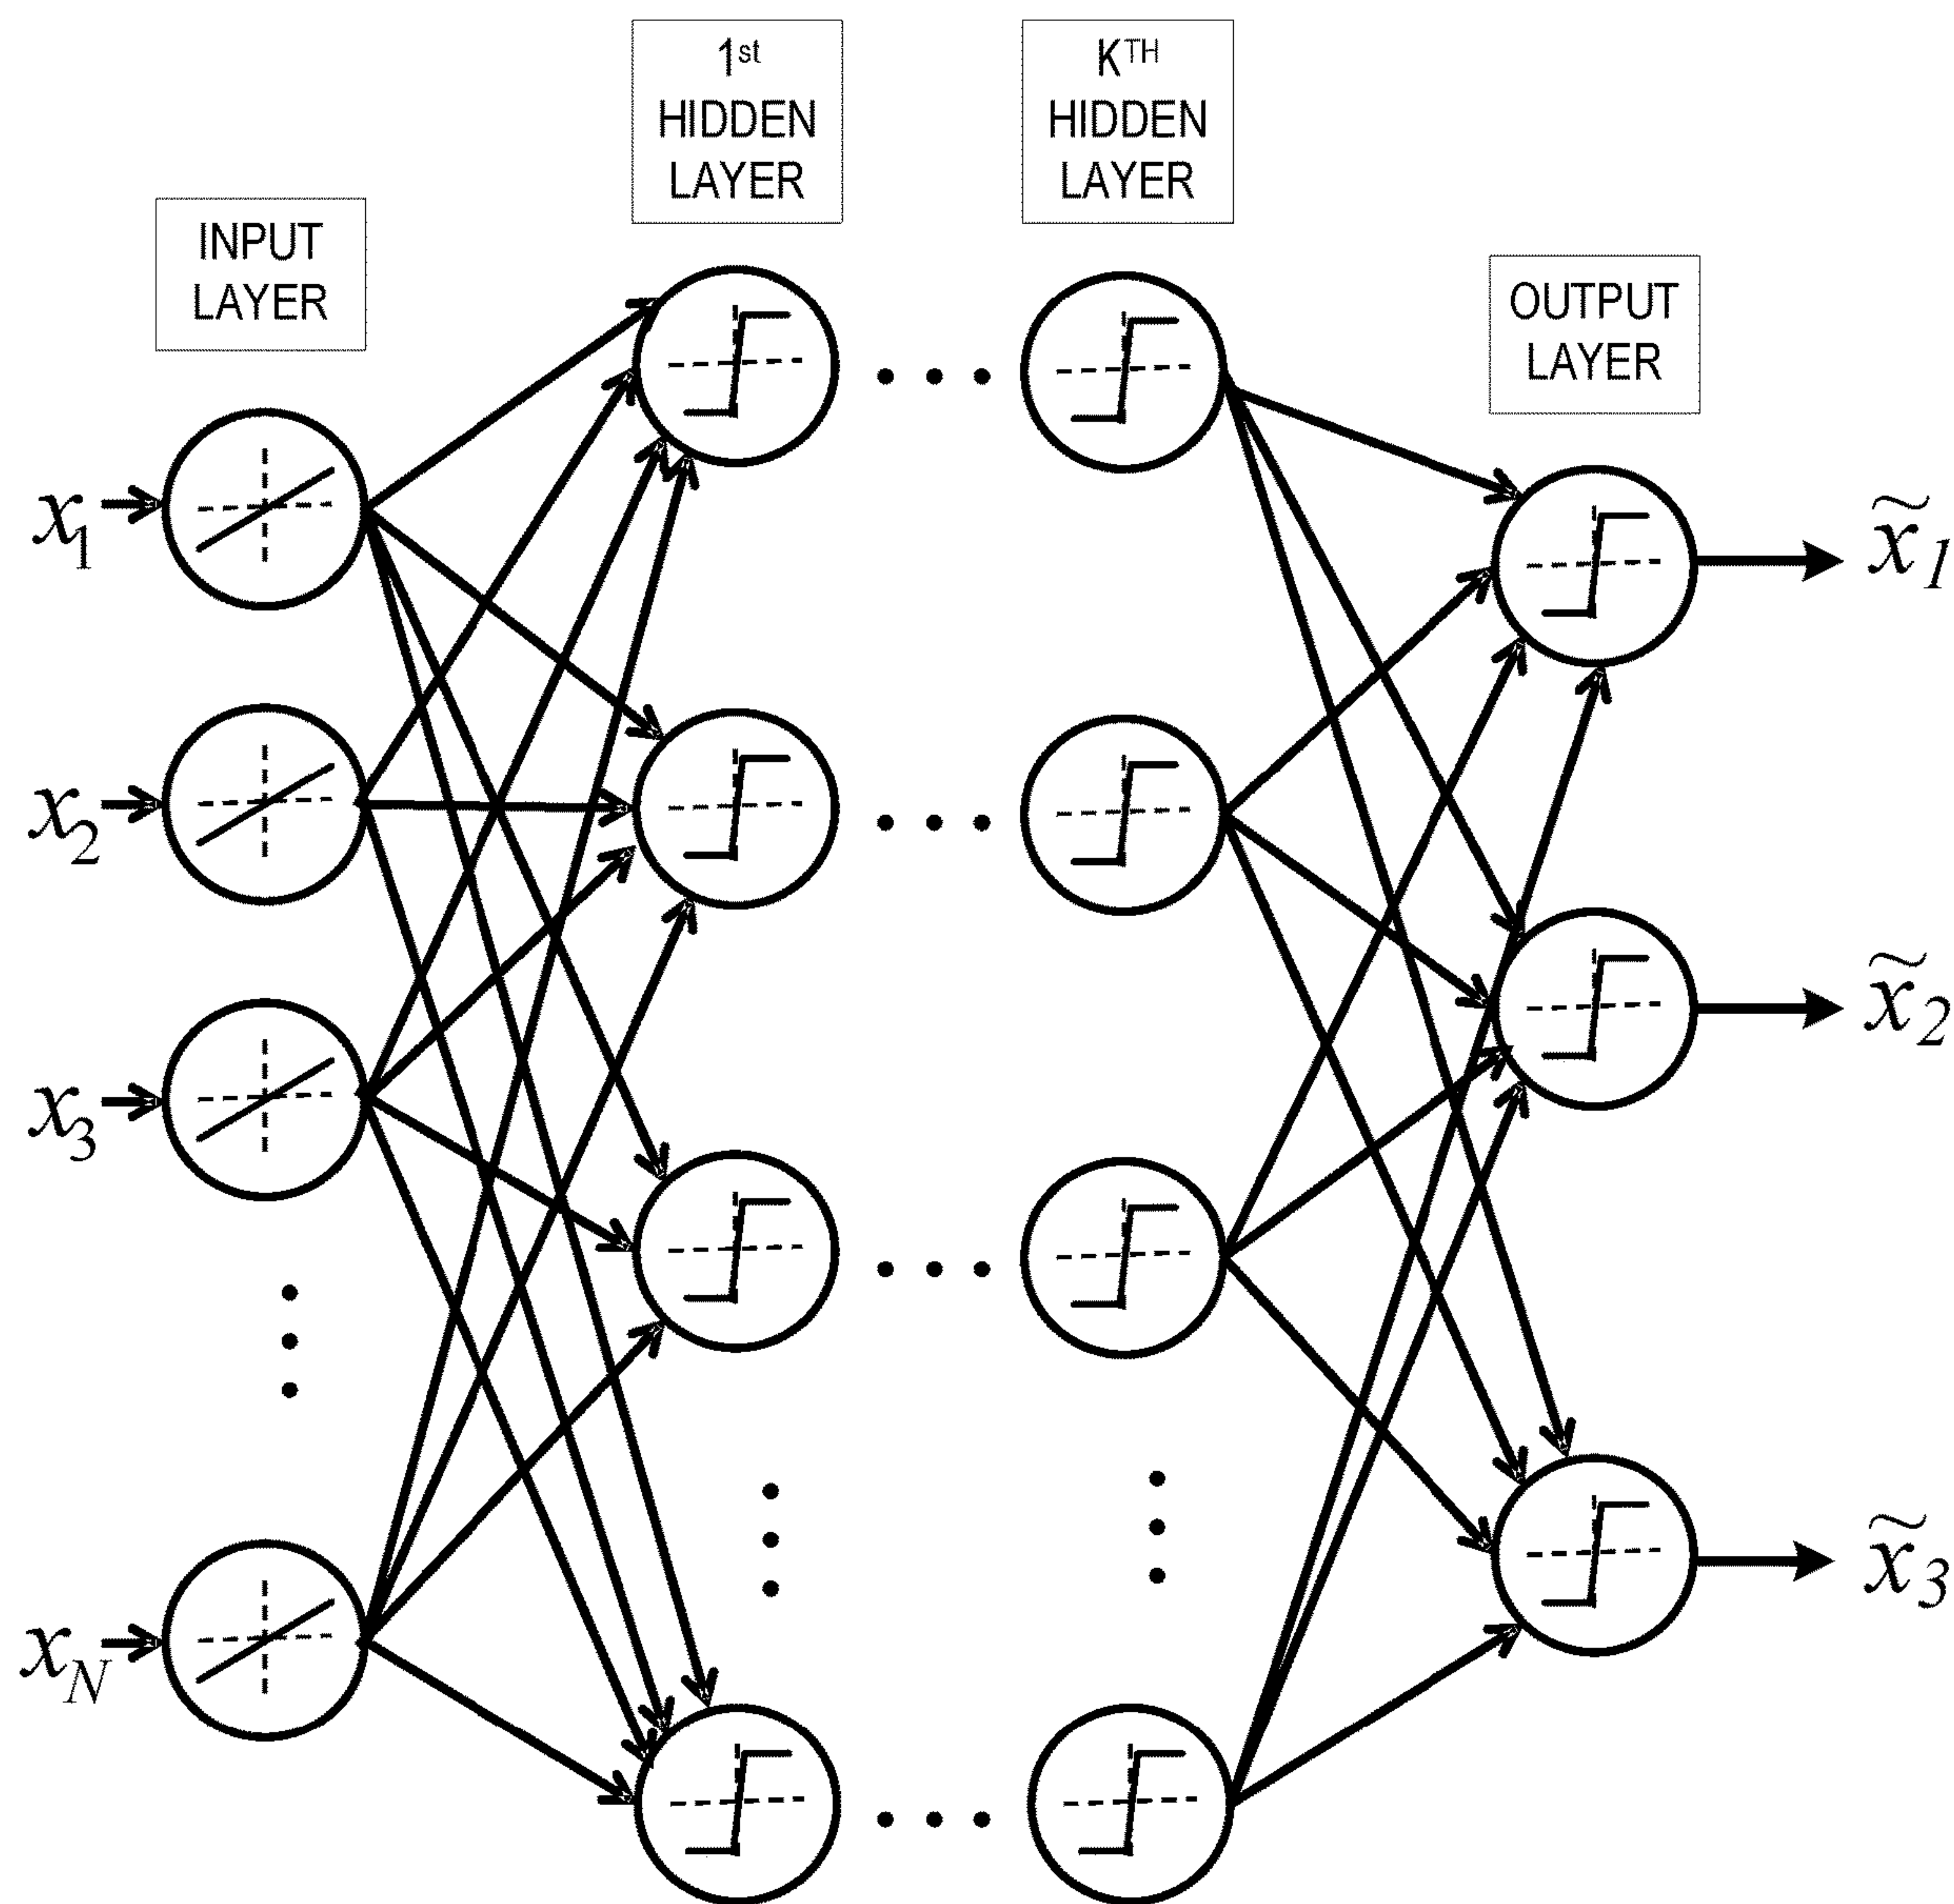 1st
HIDDEN
LAYER
KTH
HIDDEN
LAYER
INPUT
LAYER
OUTPUT
LAYER
x1
x2
x3
xN
x̃1
x̃2
x̃3